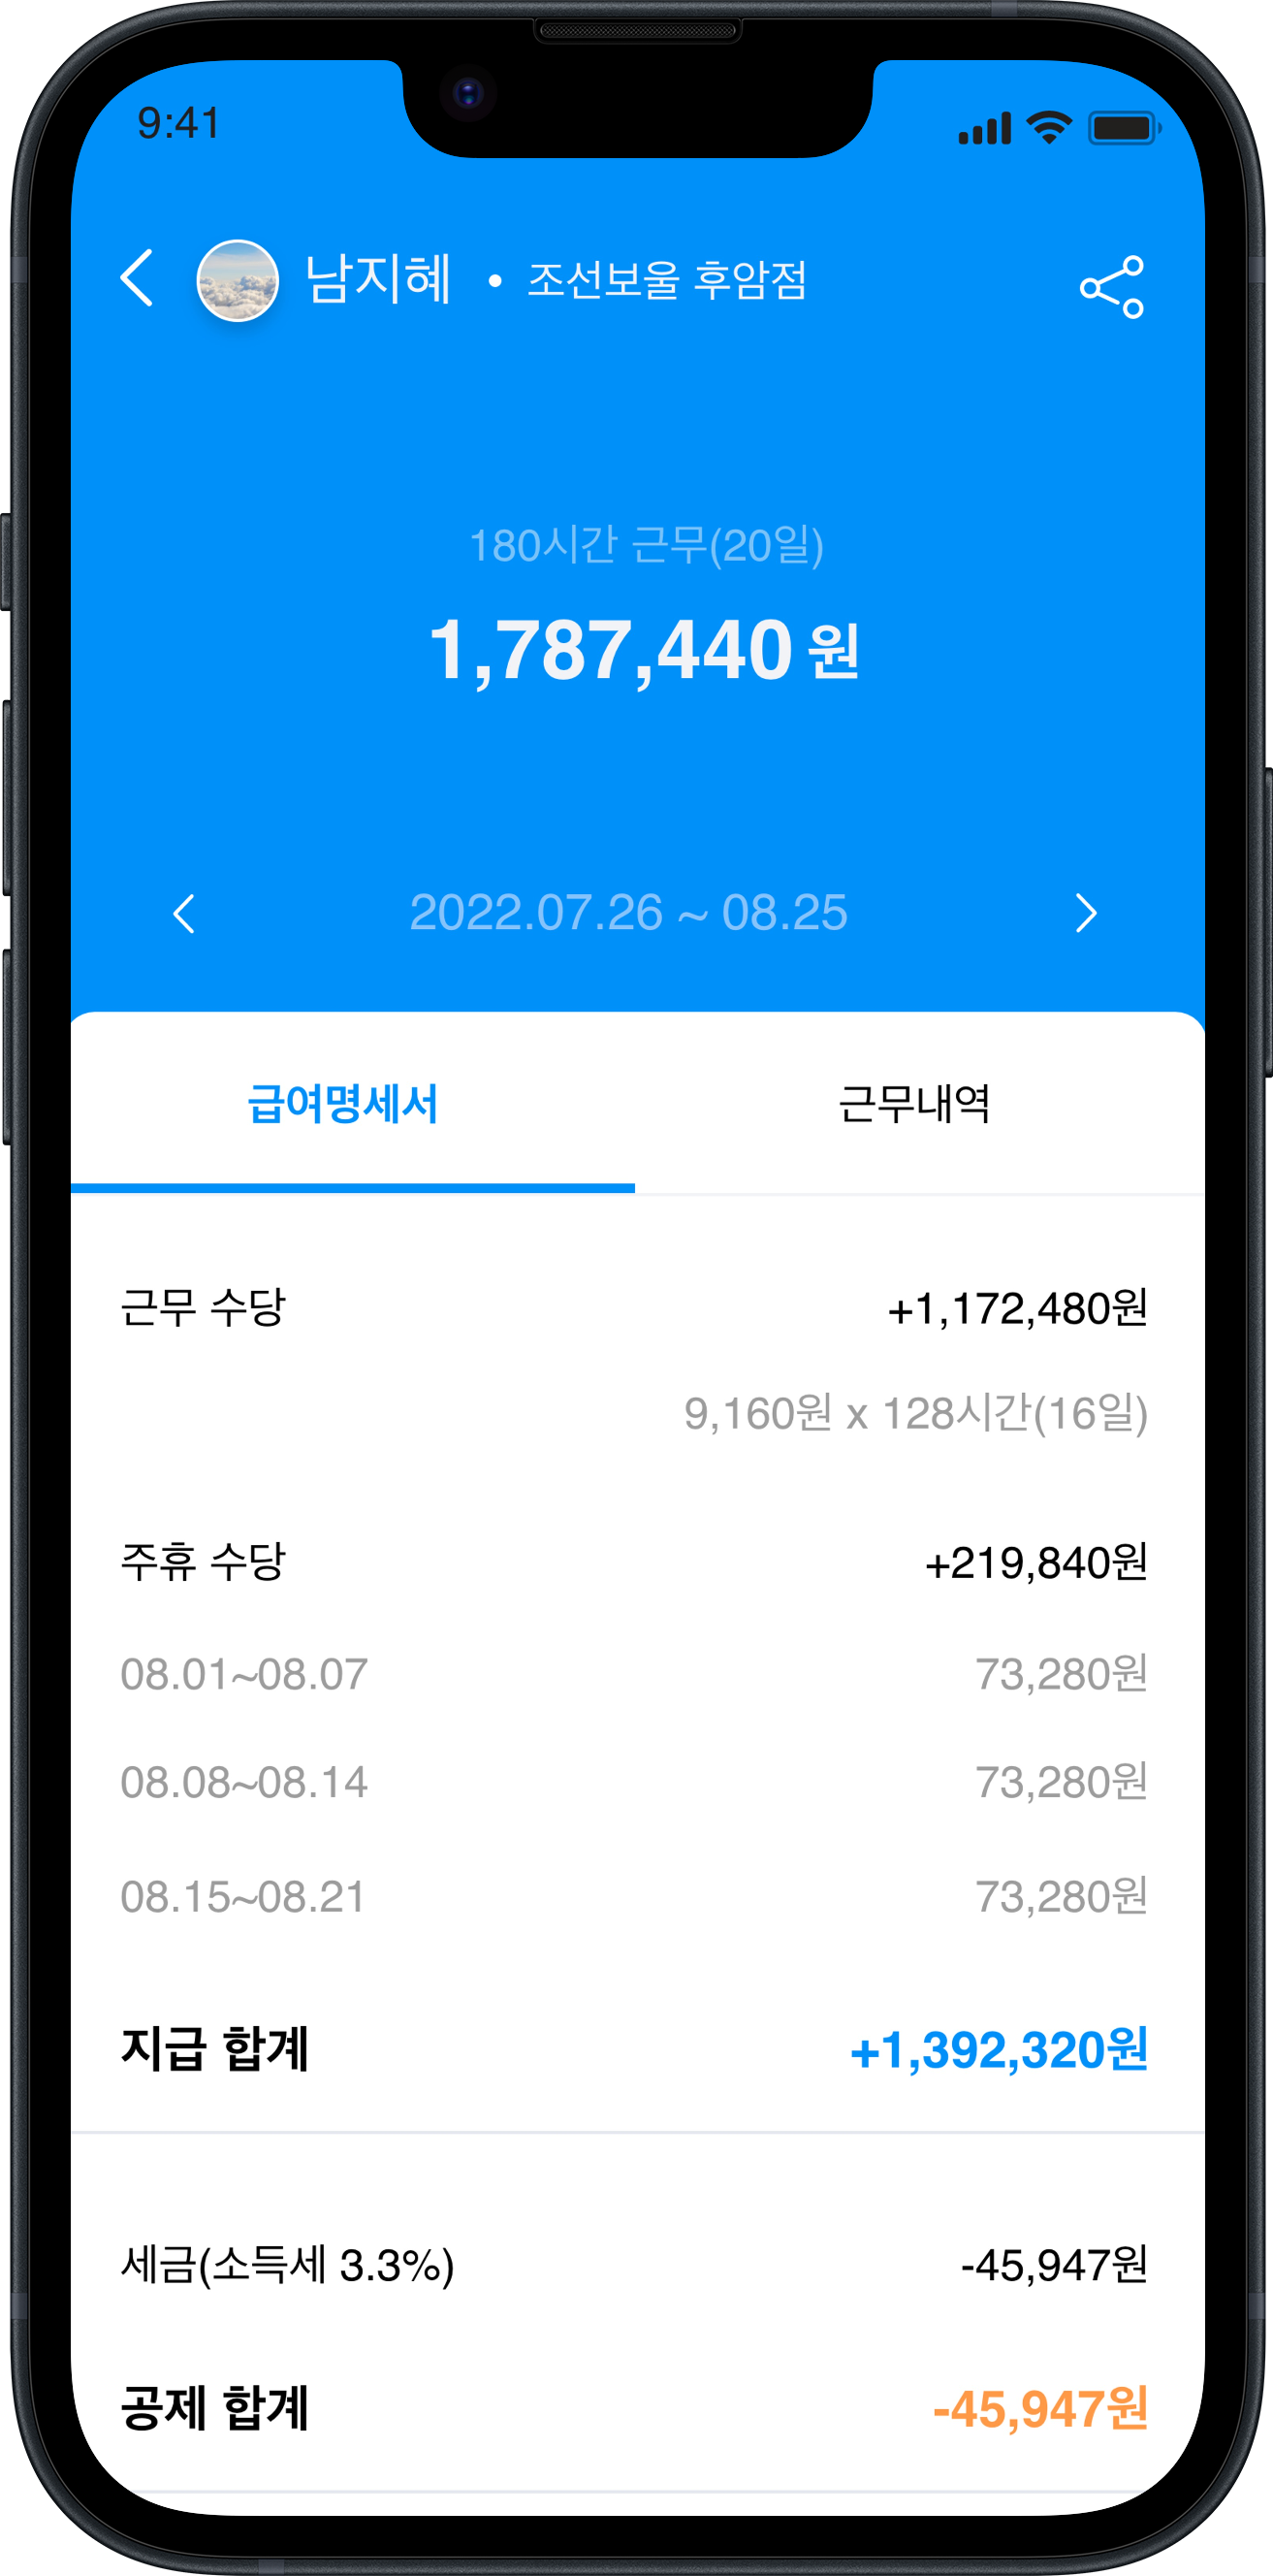 9:41
남지혜 • 조선보울 후암점
180시간 근무(20일)
1,787,440 원
2022.07.26 ~ 08.25
급여명세서 근무내역
근무 수당 +1,172,480원
9,160원 x 128시간(16일)
주휴 수당 +219,840원
08.01~08.07 73,280원
08.08~08.14 73,280원
08.15~08.21 73,280원
지급 합계 +1,392,320원
세금(소득세 3.3%) -45,947원
공제 합계 -45,947원